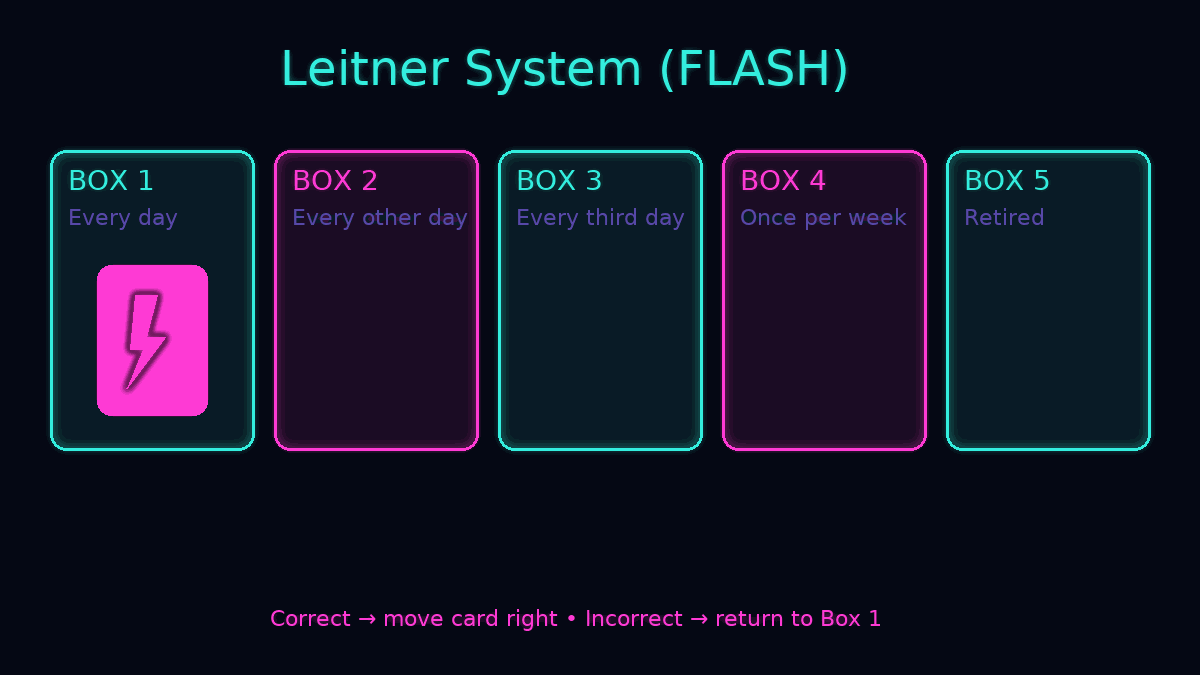 Leitner System (FLASH)
BOX 1
Every day
BOX 2
Every other day
BOX 3
Every third day
BOX 4
Once per week
BOX 5
Retired
Correct → move card right • Incorrect → return to Box 1